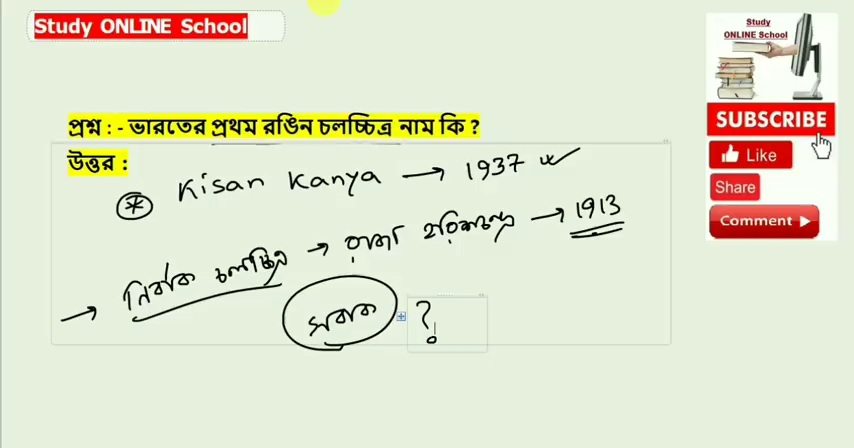 Study ONLINE School
Study
ONLINE School
প্রশ্ন : - ভারতের প্রথম রঙিন চলচ্চিত্র নাম কি ?
উত্তর :
* Kisan Kanya → 1937 ✓
→ নির্বাক চলচ্চিত্র → রাজা হরিশচন্দ্র → 1913
সবাক ?
SUBSCRIBE
Like
Share
Comment